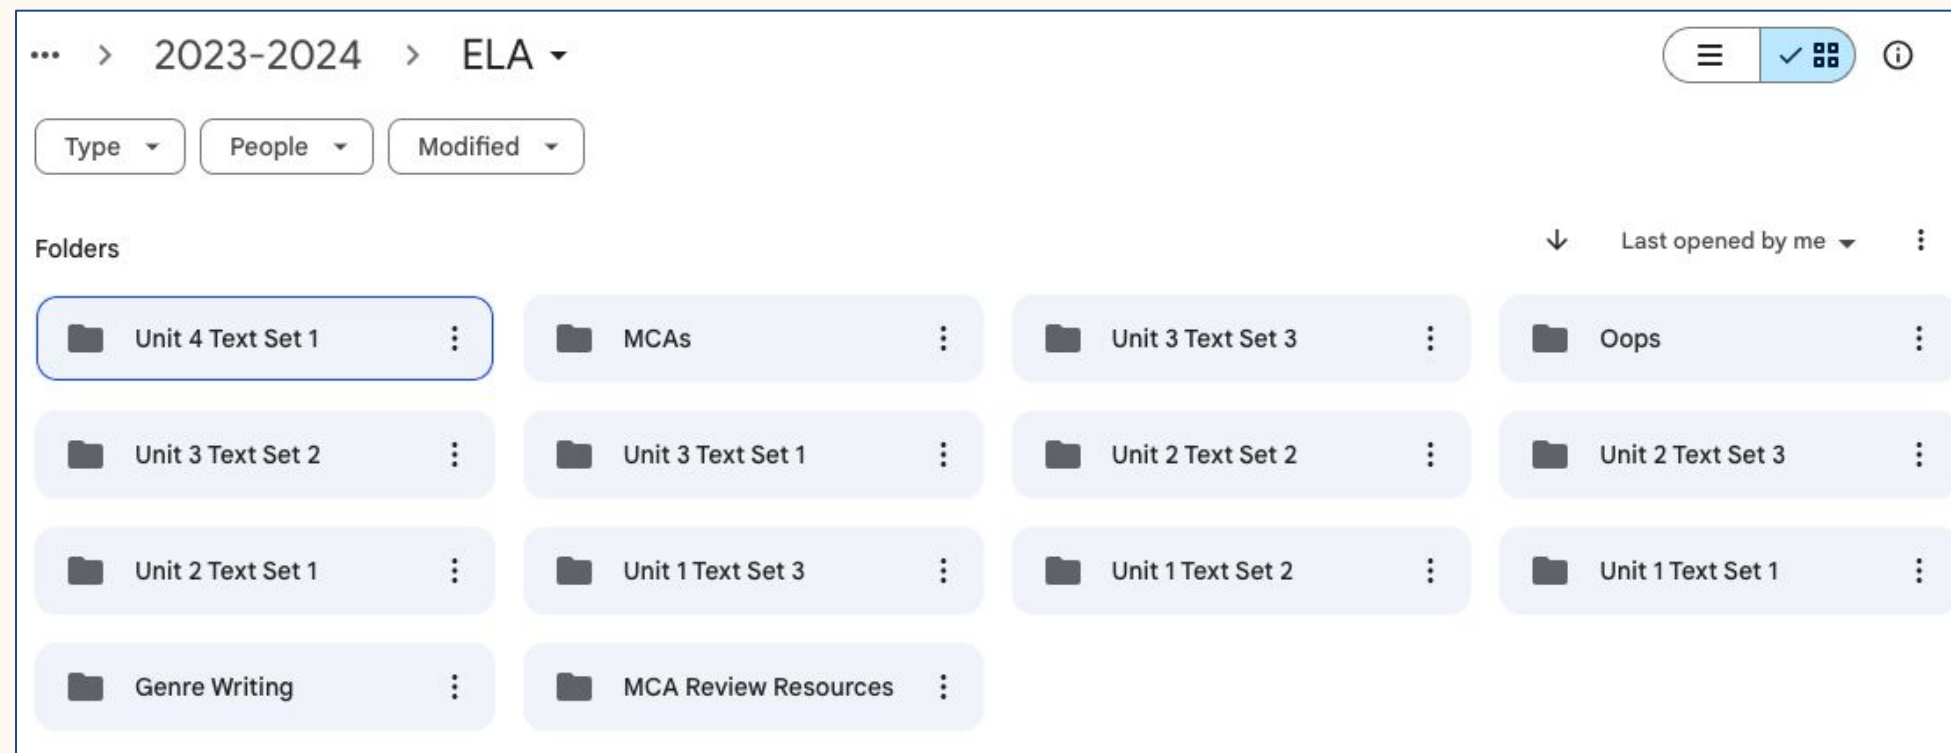 2023-2024 ELA
Type People Modified
Folders Last opened by me
Unit 4 Text Set 1 MCAs Unit 3 Text Set 3 Oops
Unit 3 Text Set 2 Unit 3 Text Set 1 Unit 2 Text Set 2 Unit 2 Text Set 3
Unit 2 Text Set 1 Unit 1 Text Set 3 Unit 1 Text Set 2 Unit 1 Text Set 1
Genre Writing MCA Review Resources